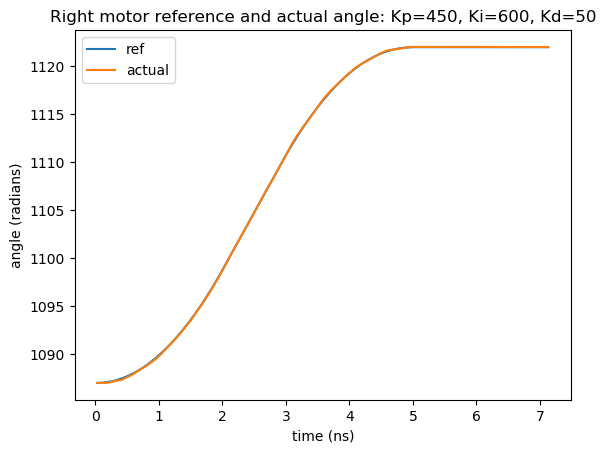 Right motor reference and actual angle: Kp=450, Ki=600, Kd=50
ref
actual
1120
1115
1110
1105
1100
1095
1090
angle (radians)
0 1 2 3 4 5 6 7
time (ns)